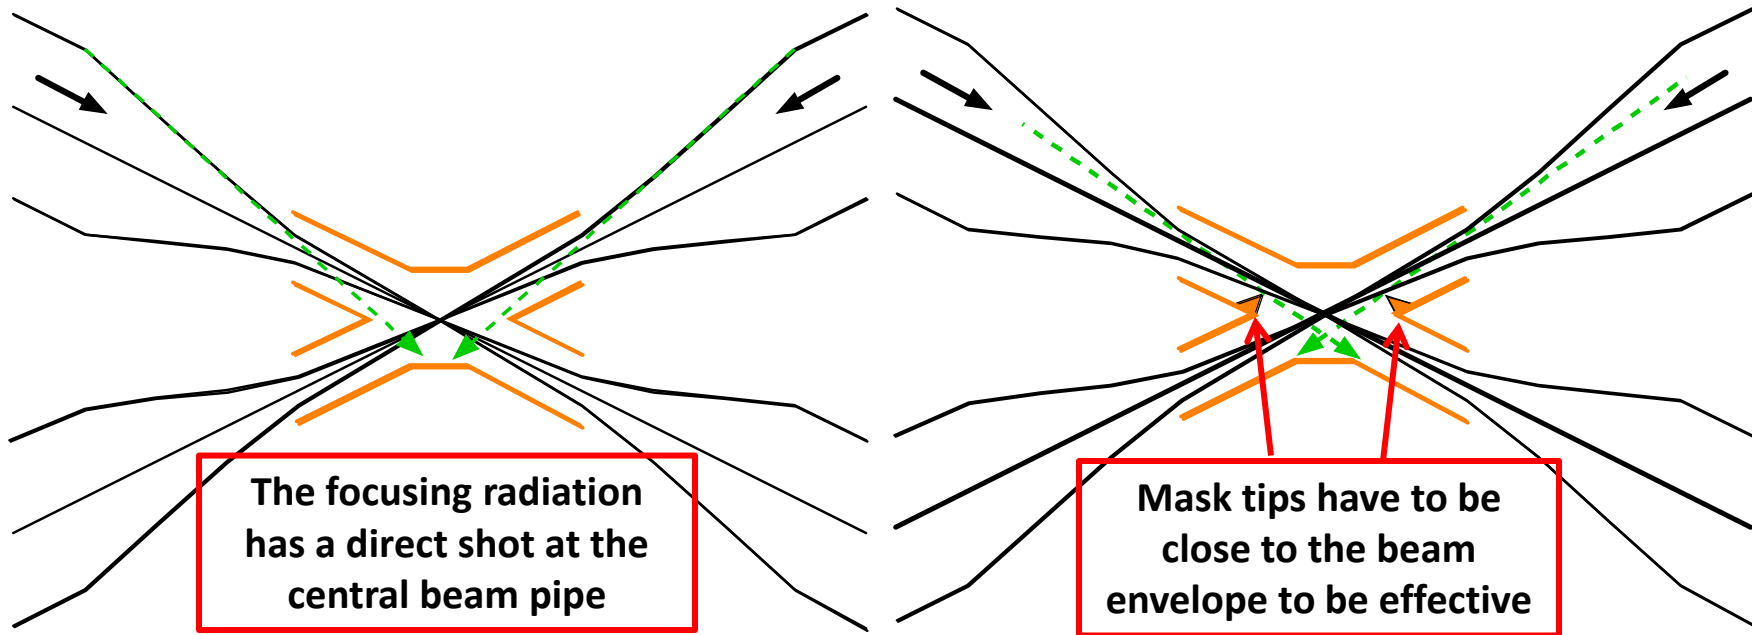 The focusing radiation
has a direct shot at the
central beam pipe
Mask tips have to be
close to the beam
envelope to be effective